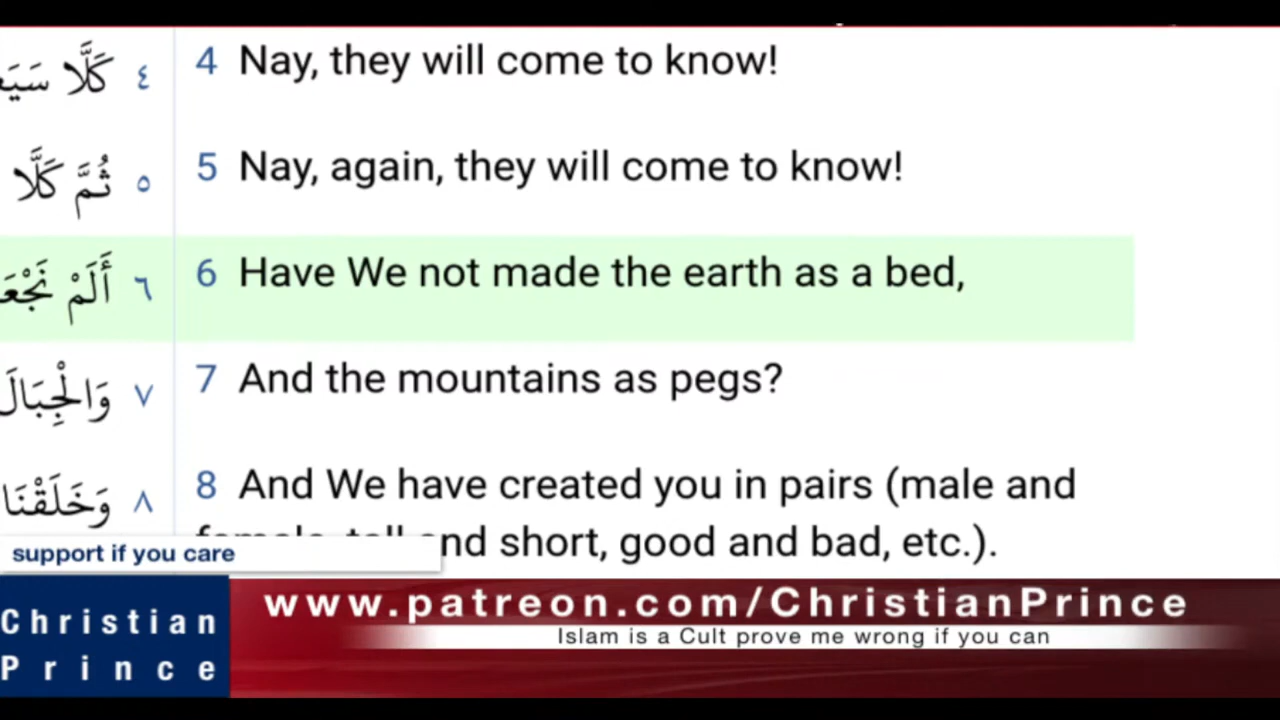 ٤ كَلَّا
4 Nay, they will come to know!
٥ ثُمَّ كَلَّا
5 Nay, again, they will come to know!
٦ أَلَمْ
6 Have We not made the earth as a bed,
٧ وَالْجِبَالَ
7 And the mountains as pegs?
٨ وَخَلَقْنَا
8 And We have created you in pairs (male and
and short, good and bad, etc.).
support if you care
Christian
Prince
www.patreon.com/ChristianPrince
Islam is a Cult prove me wrong if you can